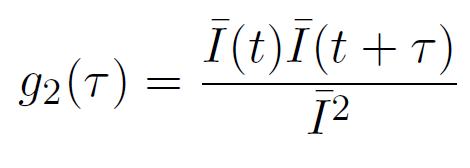 g₂(τ) = Ī(t)Ī(t + τ) / Ī²